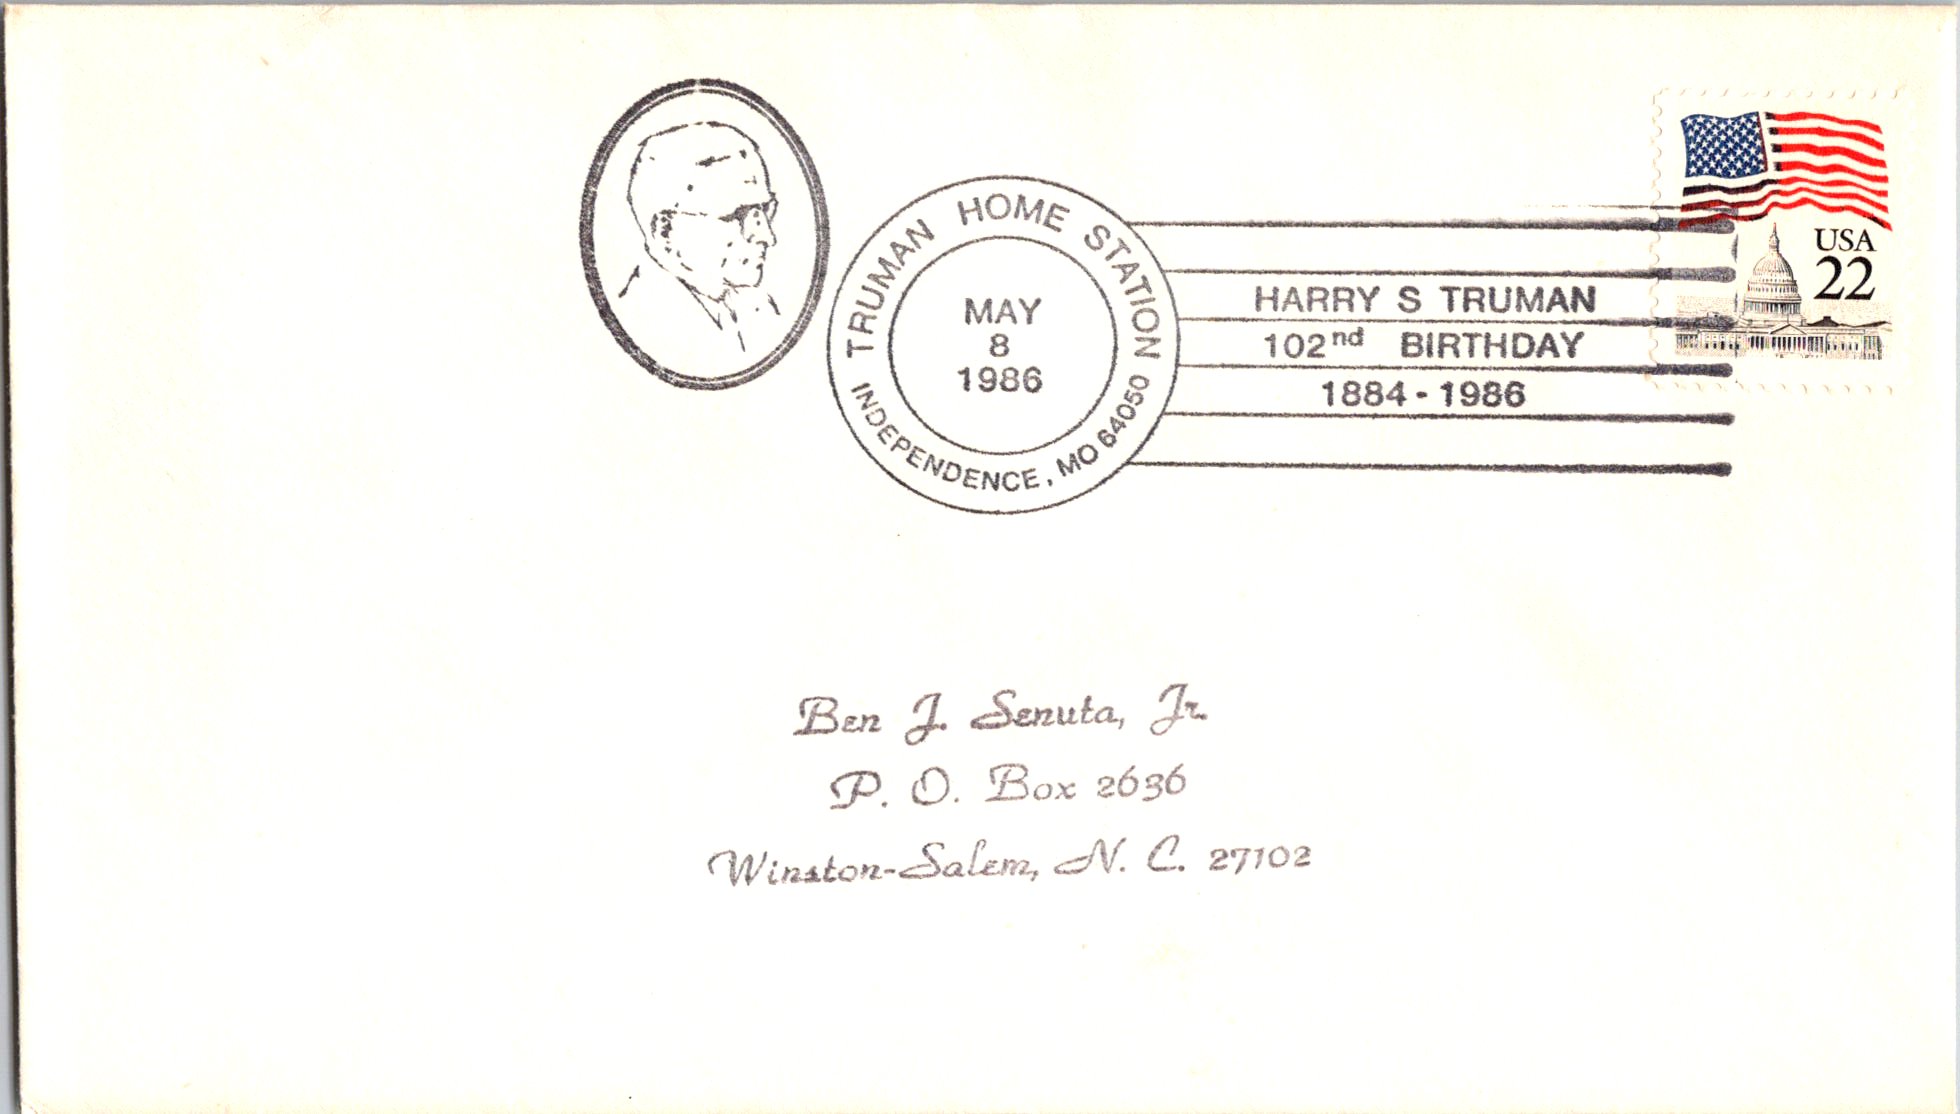 TRUMAN HOME STATION
INDEPENDENCE, MO 64050
MAY
8
1986
HARRY S TRUMAN
102nd BIRTHDAY
1884-1986
USA
22
Ben J. Senuta, Jr.
P. O. Box 2636
Winston-Salem, N. C. 27102